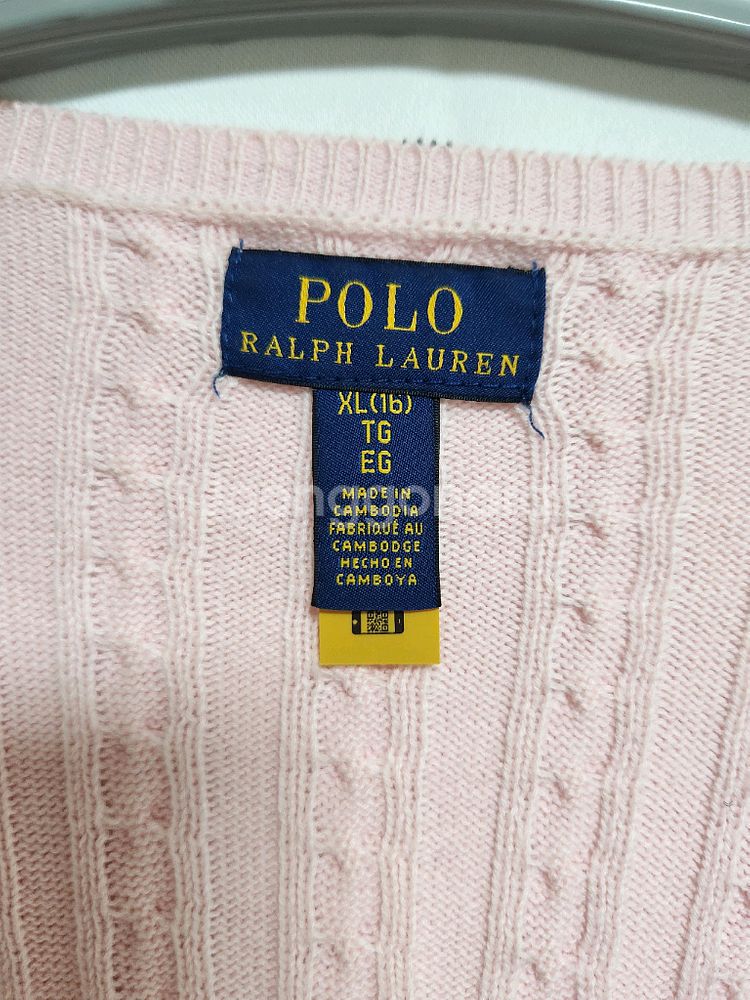 POLO
RALPH LAUREN
XL(16)
TG
EG
MADE IN
CAMBODIA
FABRIQUÉ AU
CAMBODGE
HECHO EN
CAMBOYA